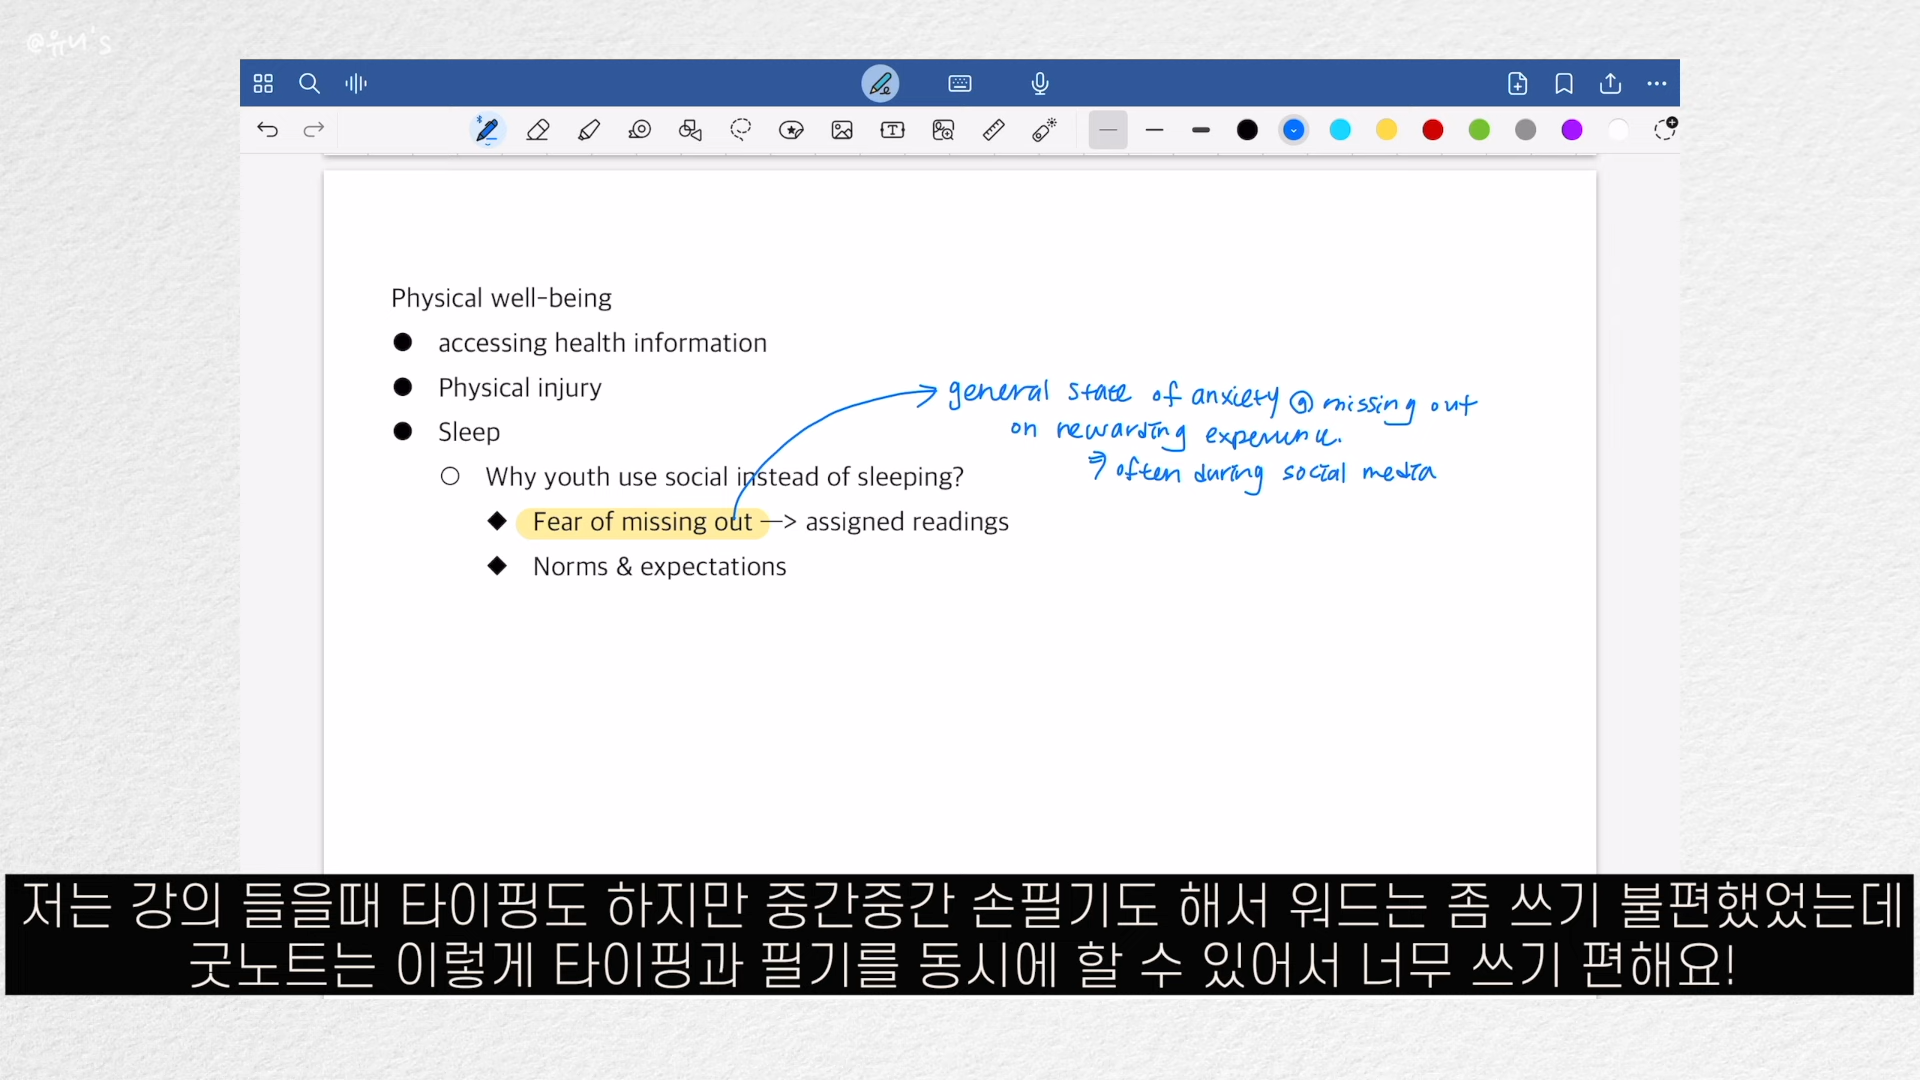 @유니's
Physical well-being
● accessing health information
● Physical injury
● Sleep
○ Why youth use social instead of sleeping?
◆ Fear of missing out —> assigned readings
◆ Norms & expectations
general state of anxiety @ missing out
on rewarding experience.
⇒ often during social media
저는 강의 들을때 타이핑도 하지만 중간중간 손필기도 해서 워드는 좀 쓰기 불편했었는데
굿노트는 이렇게 타이핑과 필기를 동시에 할 수 있어서 너무 쓰기 편해요!